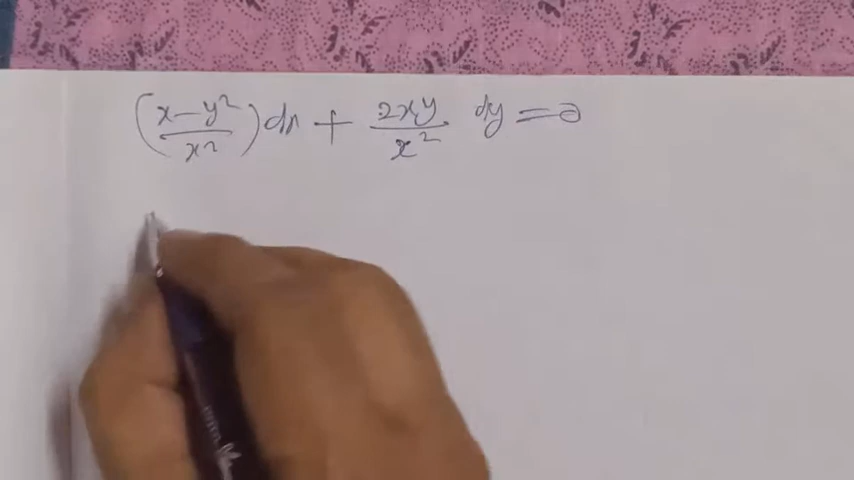 (x-y²/x²)dx + 2xy/x² dy = 0